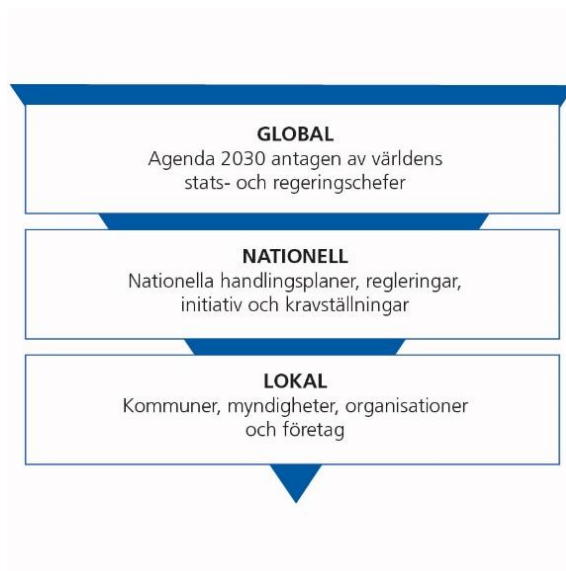 GLOBAL
Agenda 2030 antagen av världens
stats- och regeringschefer
NATIONELL
Nationella handlingsplaner, regleringar,
initiativ och kravställningar
LOKAL
Kommuner, myndigheter, organisationer
och företag